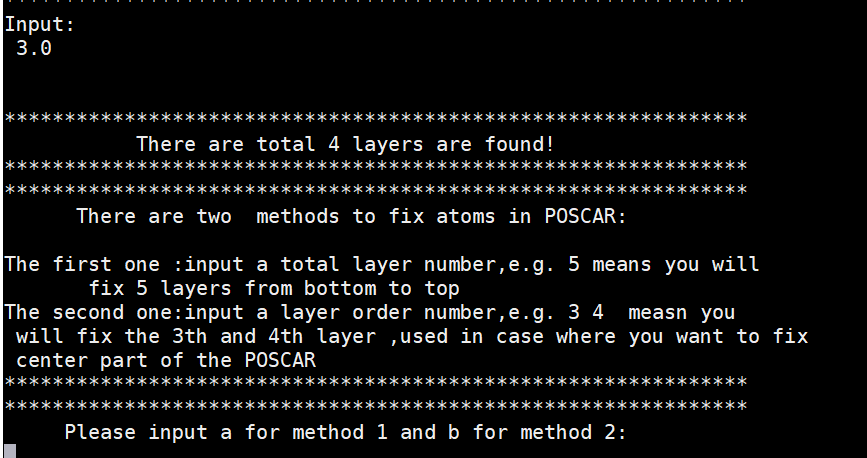 Input:
 3.0
**************************************************************
There are total 4 layers are found!
**************************************************************
**************************************************************
There are two  methods to fix atoms in POSCAR:
The first one :input a total layer number,e.g. 5 means you will
fix 5 layers from bottom to top
The second one:input a layer order number,e.g. 3 4  measn you
will fix the 3th and 4th layer ,used in case where you want to fix
center part of the POSCAR
**************************************************************
**************************************************************
Please input a for method 1 and b for method 2: